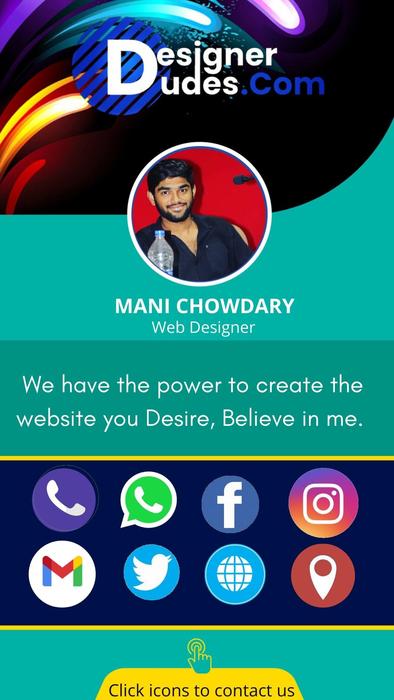 Designer
Dudes.Com
MANI CHOWDARY
Web Designer
We have the power to create the
website you Desire, Believe in me.
Click icons to contact us